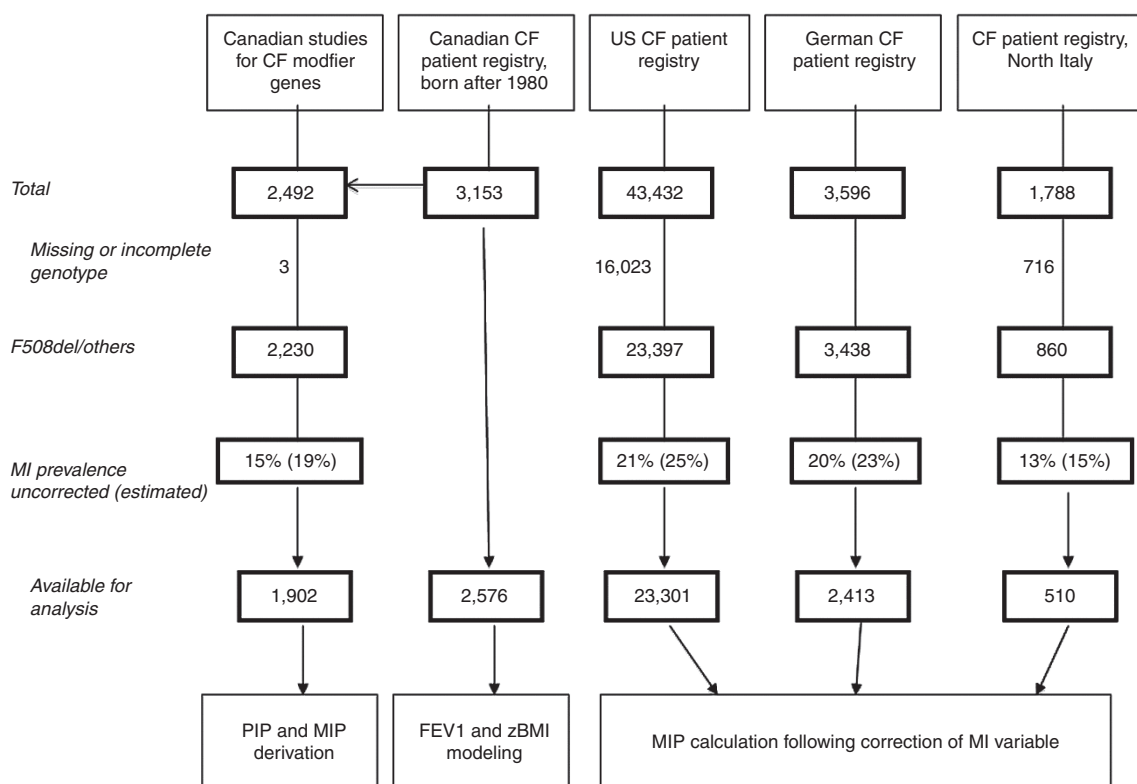 Canadian studies
for CF modfier
genes
Canadian CF
patient registry,
born after 1980
US CF patient
registry
German CF
patient registry
CF patient registry,
North Italy
Total
2,492
3,153
43,432
3,596
1,788
Missing or incomplete
genotype
3
16,023
716
F508del/others
2,230
23,397
3,438
860
MI prevalence
uncorrected (estimated)
15% (19%)
21% (25%)
20% (23%)
13% (15%)
Available for
analysis
1,902
2,576
23,301
2,413
510
PIP and MIP
derivation
FEV1 and zBMI
modeling
MIP calculation following correction of MI variable